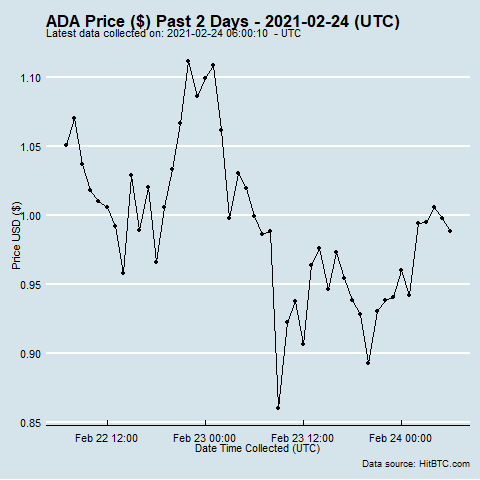 ADA Price ($) Past 2 Days - 2021-02-24 (UTC)
Latest data collected on: 2021-02-24 06:00:10 - UTC
1.10
1.05
1.00
0.95
0.90
0.85
Price USD ($)
Feb 22 12:00
Feb 23 00:00
Feb 23 12:00
Feb 24 00:00
Date Time Collected (UTC)
Data source: HitBTC.com